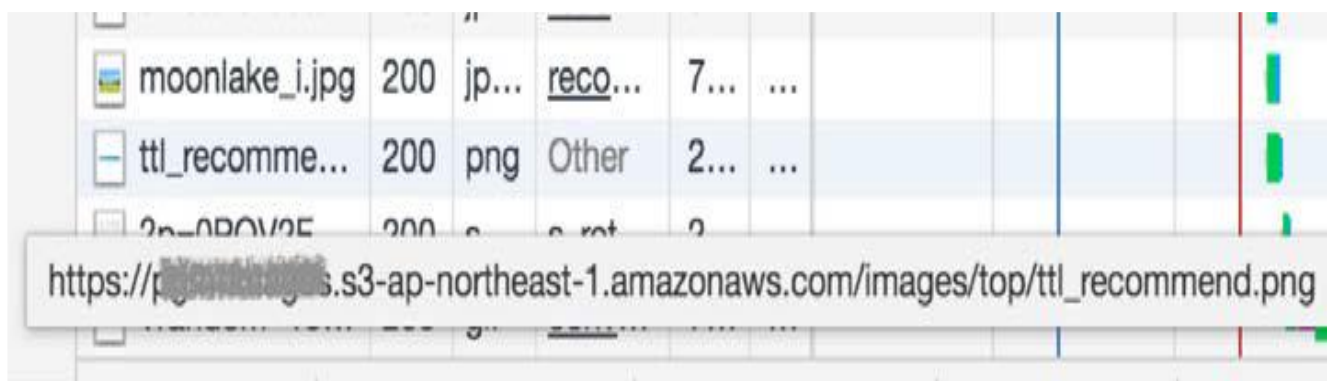 moonlake_i.jpg 200 jp... reco... 7... ...
ttl_recomme... 200 png Other 2... ...
200
https:// .s3-ap-northeast-1.amazonaws.com/images/top/ttl_recommend.png